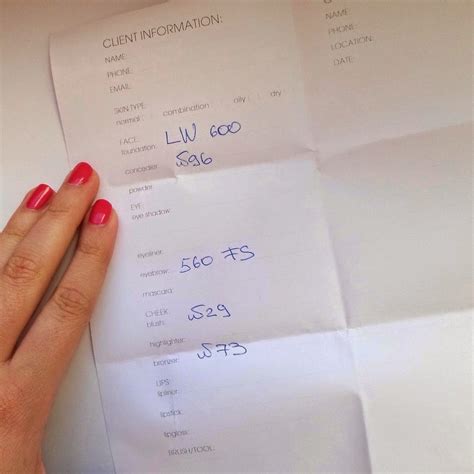 CLIENT INFORMATION:
NAME:
PHONE:
EMAIL:
SKIN TYPE:
normal : combination : oily : dry
FACE:
foundation: LW 600
concealer: W96
powder:
EYE:
eye shadow:
eyeliner:
eyebrow: 560 FS
mascara:
CHEEK:
blush: W29
highlighter:
bronzer: W73
LIPS:
lipliner:
lipstick:
lipgloss:
BRUSH/TOOL:
NAME:
PHONE:
LOCATION:
DATE: